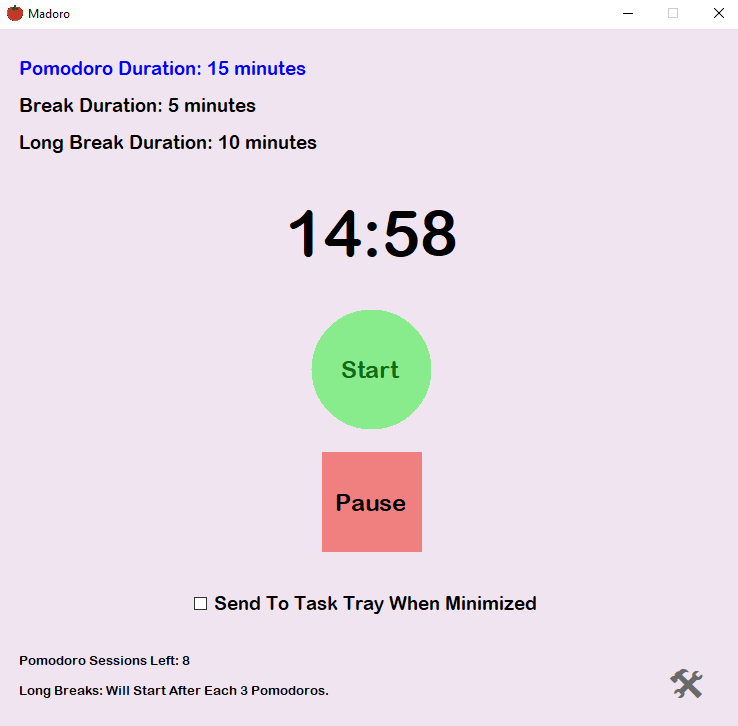 Madoro
Pomodoro Duration: 15 minutes
Break Duration: 5 minutes
Long Break Duration: 10 minutes
14:58
Start
Pause
Send To Task Tray When Minimized
Pomodoro Sessions Left: 8
Long Breaks: Will Start After Each 3 Pomodoros.